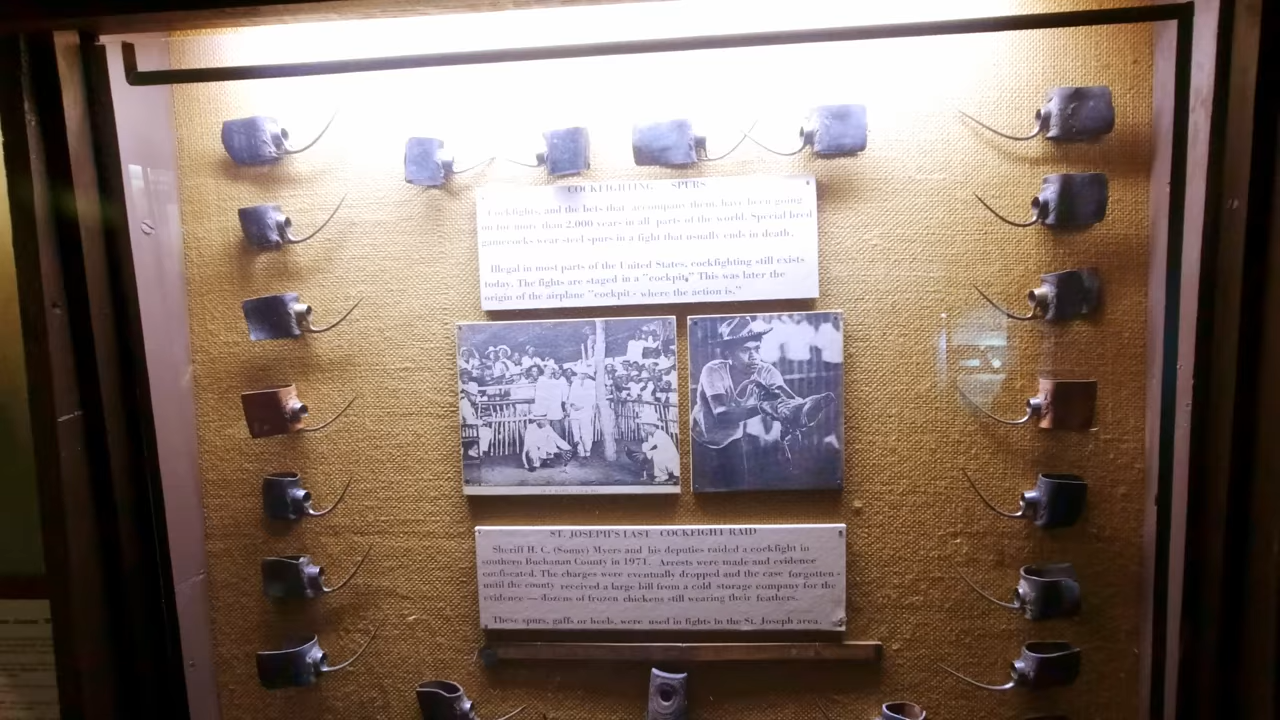 COCKFIGHTING SPURS
Cockfights, and the bets that accompany them, have been going
on for more than 2,000 years in all parts of the world. Special bred
gamecocks wear steel spurs in a fight that usually ends in death.
Illegal in most parts of the United States, cockfighting still exists
today. The fights are staged in a "cockpit." This was later the
origin of the airplane "cockpit - where the action is."
ST. JOSEPH'S LAST COCKFIGHT RAID
Sheriff H. C. (Sonny) Myers and his deputies raided a cockfight in
southern Buchanan County in 1971. Arrests were made and evidence
confiscated. The charges were eventually dropped and the case forgotten -
until the county received a large bill from a cold storage company for the
evidence — dozens of frozen chickens still wearing their feathers.
These spurs, gaffs or heels, were used in fights in the St. Joseph area.